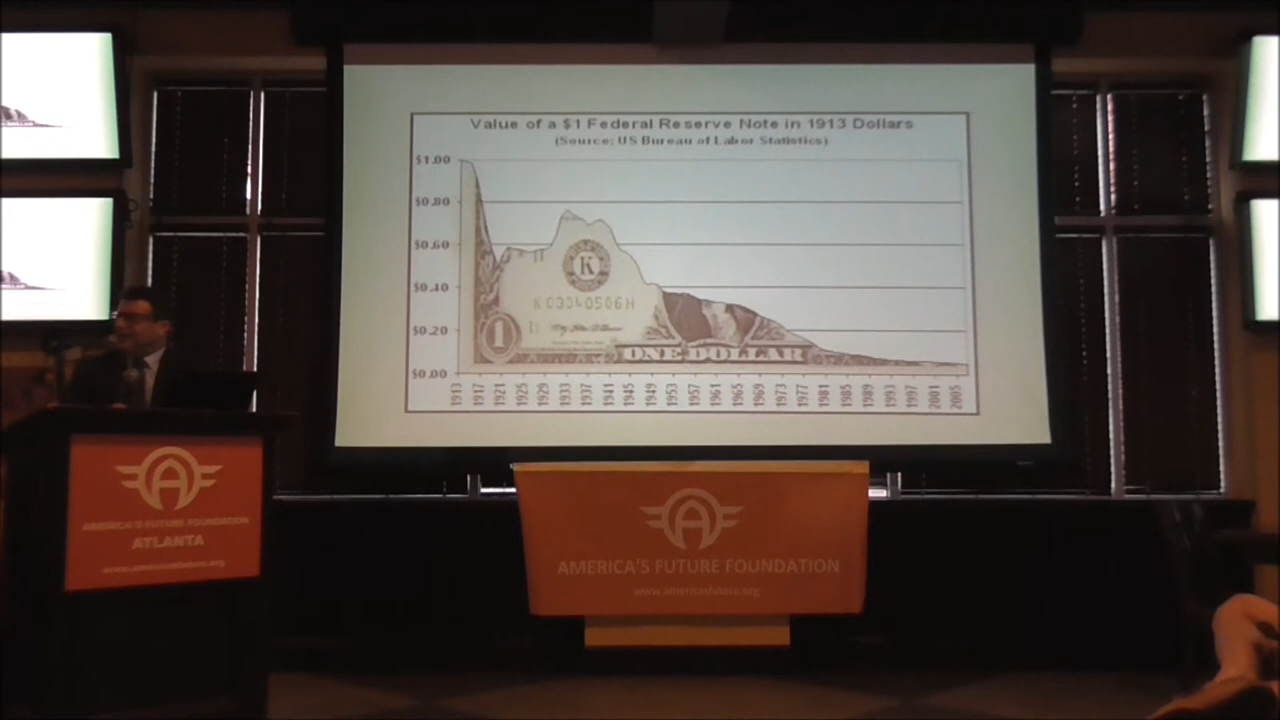 Value of a $1 Federal Reserve Note in 1913 Dollars
(Source: US Bureau of Labor Statistics)
$1.00
$0.80
$0.60
$0.40
$0.20
$0.00
K
K03040506H
1
ONE DOLLAR
1913 1917 1921 1925 1929 1933 1937 1941 1945 1949 1953 1957 1961 1965 1969 1973 1977 1981 1985 1989 1993 1997 2001 2005
A
AMERICA'S FUTURE FOUNDATION
ATLANTA
www.americasfuture.org
A
AMERICA'S FUTURE FOUNDATION
www.americasfuture.org